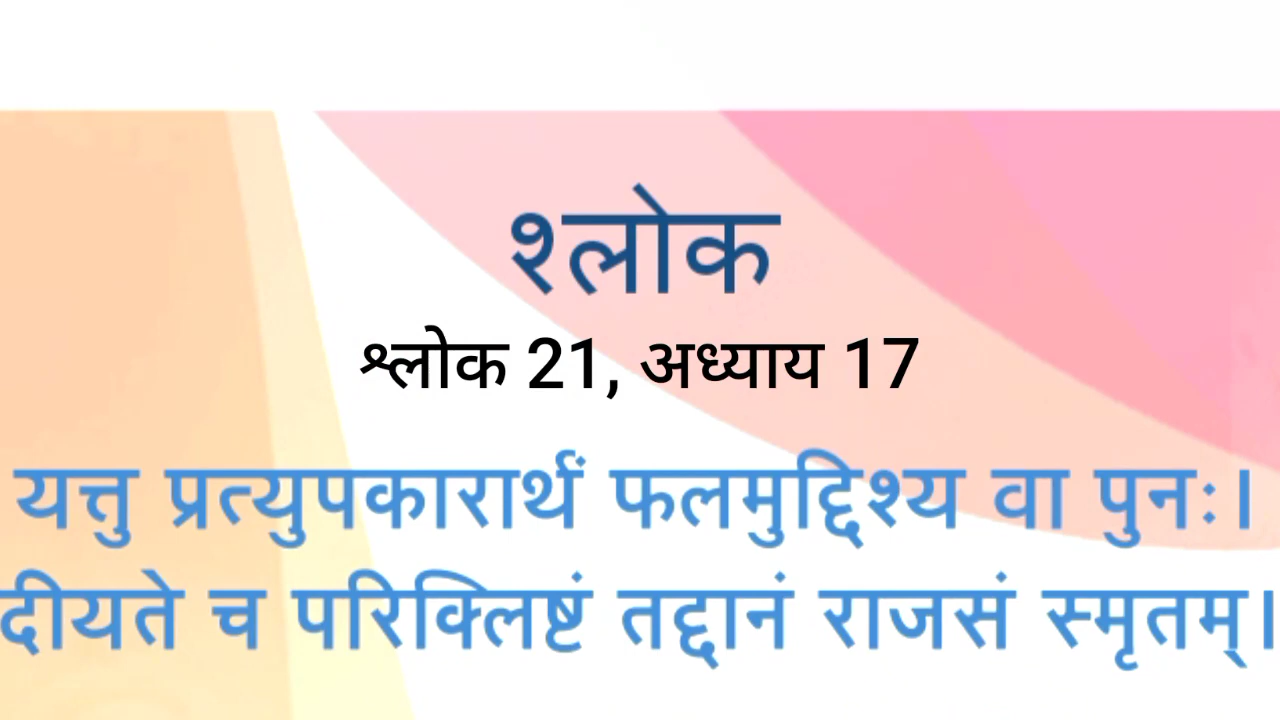 श्लोक
श्लोक 21, अध्याय 17
यत्तु प्रत्युपकारार्थं फलमुद्दिश्य वा पुनः।
दीयते च परिक्लिष्टं तद्दानं राजसं स्मृतम्।